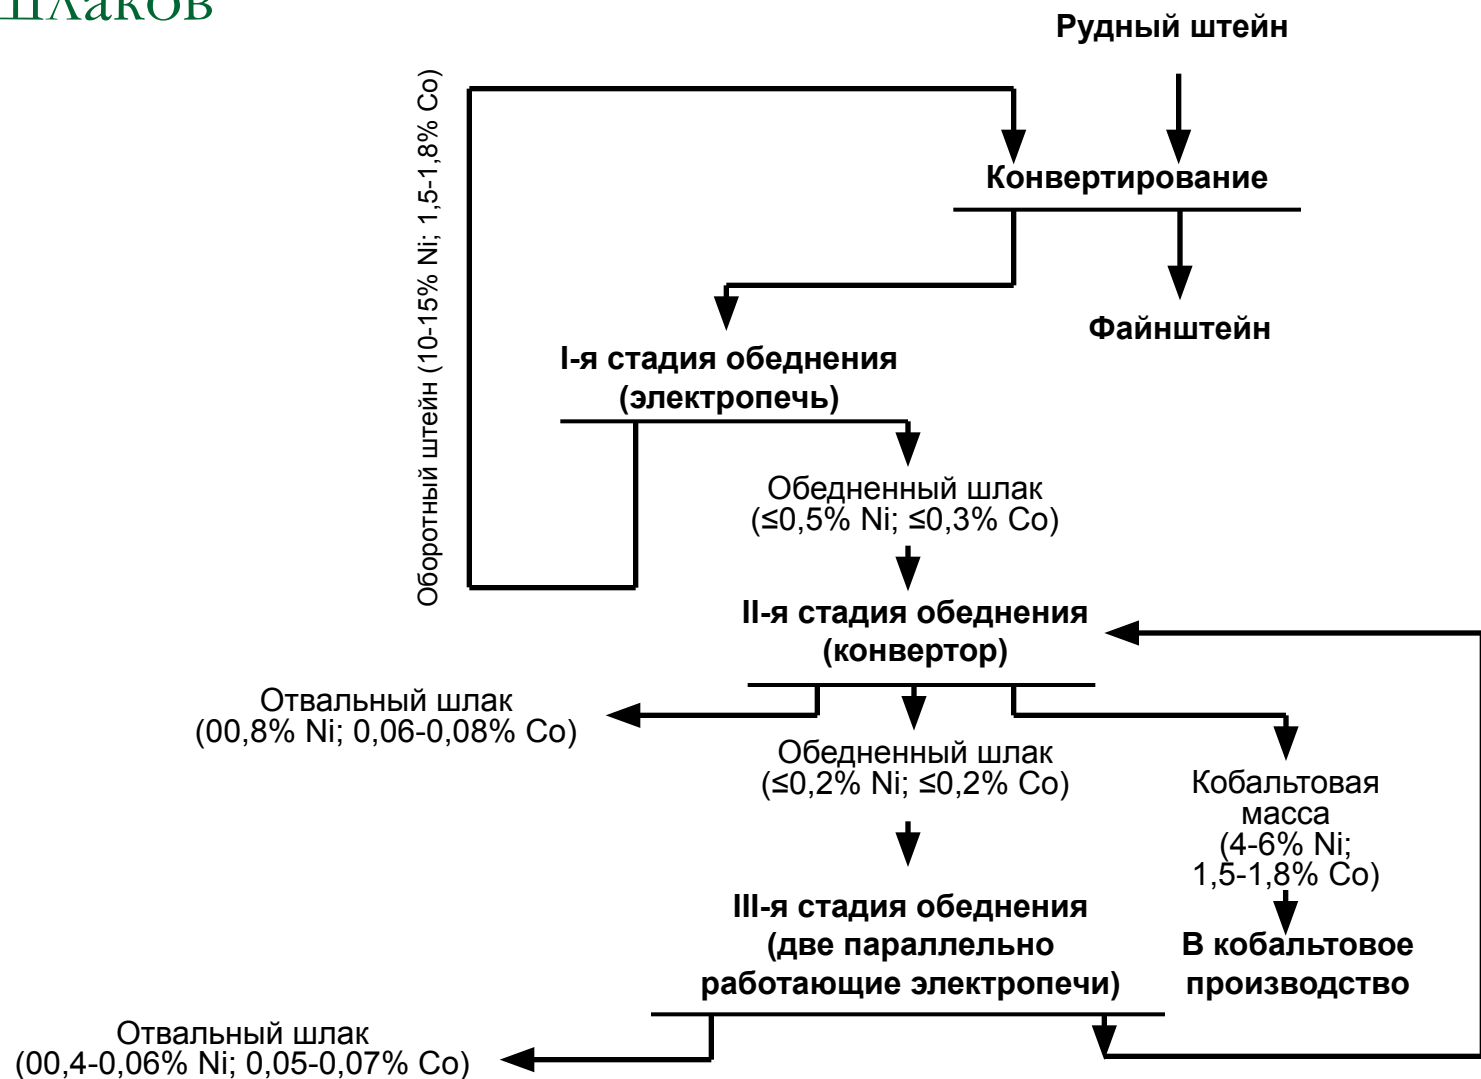 шлаков
Рудный штейн
Оборотный штейн (10-15% Ni; 1,5-1,8% Co)
Конвертирование
Файнштейн
I-я стадия обеднения
(электропечь)
Обедненный шлак
(≤0,5% Ni; ≤0,3% Co)
II-я стадия обеднения
(конвертор)
Отвальный шлак
(00,8% Ni; 0,06-0,08% Co)
Обедненный шлак
(≤0,2% Ni; ≤0,2% Co)
Кобальтовая
масса
(4-6% Ni;
1,5-1,8% Co)
III-я стадия обеднения
(две параллельно
работающие электропечи)
В кобальтовое
производство
Отвальный шлак
(00,4-0,06% Ni; 0,05-0,07% Co)